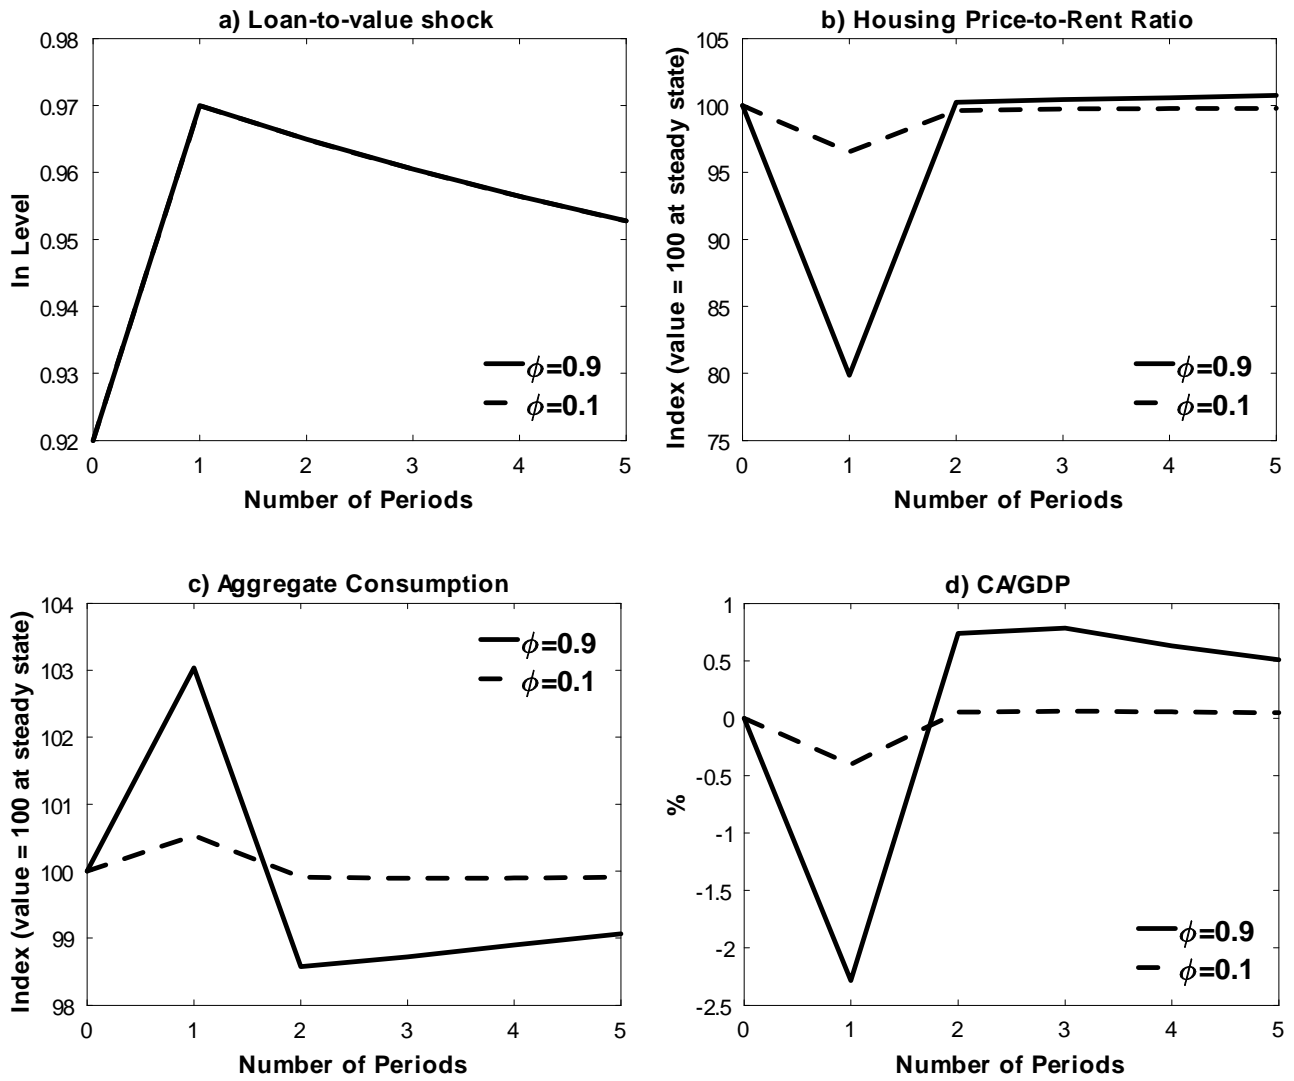 a) Loan-to-value shock
In Level
0.98
0.97
0.96
0.95
0.94
0.93
0.92
0 1 2 3 4 5
Number of Periods
ϕ=0.9
ϕ=0.1
b) Housing Price-to-Rent Ratio
Index (value = 100 at steady state)
105
100
95
90
85
80
75
0 1 2 3 4 5
Number of Periods
ϕ=0.9
ϕ=0.1
c) Aggregate Consumption
Index (value = 100 at steady state)
104
103
102
101
100
99
98
0 1 2 3 4 5
Number of Periods
ϕ=0.9
ϕ=0.1
d) CA/GDP
%
1
0.5
0
-0.5
-1
-1.5
-2
-2.5
0 1 2 3 4 5
Number of Periods
ϕ=0.9
ϕ=0.1